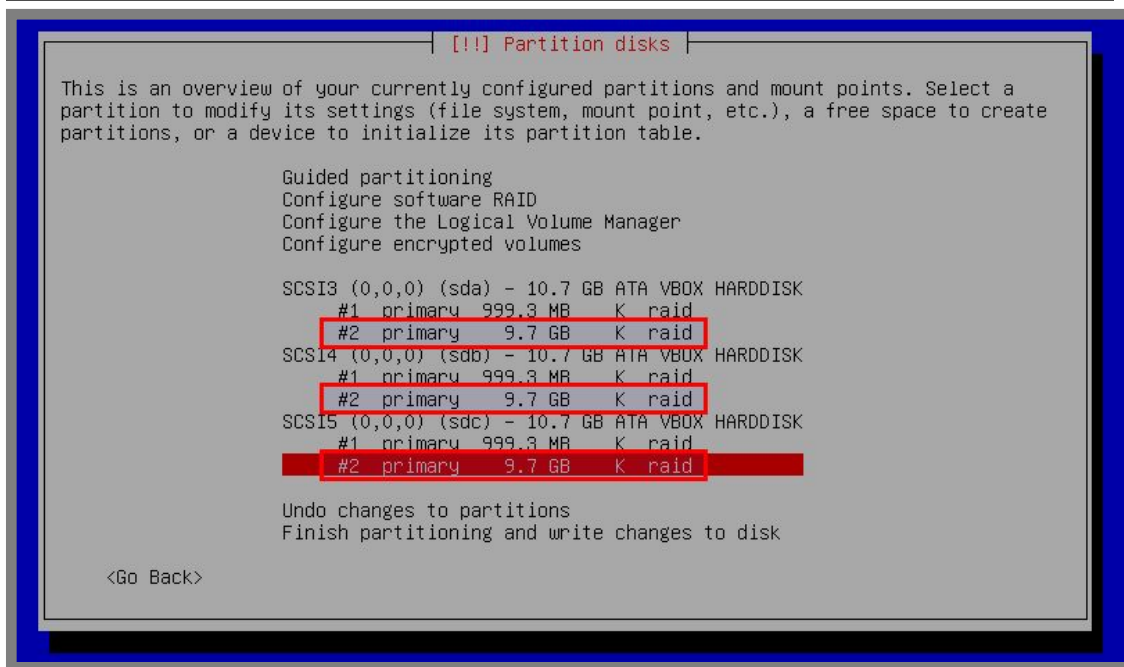 [!!] Partition disks
This is an overview of your currently configured partitions and mount points. Select a
partition to modify its settings (file system, mount point, etc.), a free space to create
partitions, or a device to initialize its partition table.
Guided partitioning
Configure software RAID
Configure the Logical Volume Manager
Configure encrypted volumes
SCSI3 (0,0,0) (sda) - 10.7 GB ATA VBOX HARDDISK
#1 primary 999.3 MB K raid
#2 primary 9.7 GB K raid
SCSI4 (0,0,0) (sdb) - 10.7 GB ATA VBOX HARDDISK
#1 primary 999.3 MB K raid
#2 primary 9.7 GB K raid
SCSI5 (0,0,0) (sdc) - 10.7 GB ATA VBOX HARDDISK
#1 primary 999.3 MB K raid
#2 primary 9.7 GB K raid
Undo changes to partitions
Finish partitioning and write changes to disk
<Go Back>